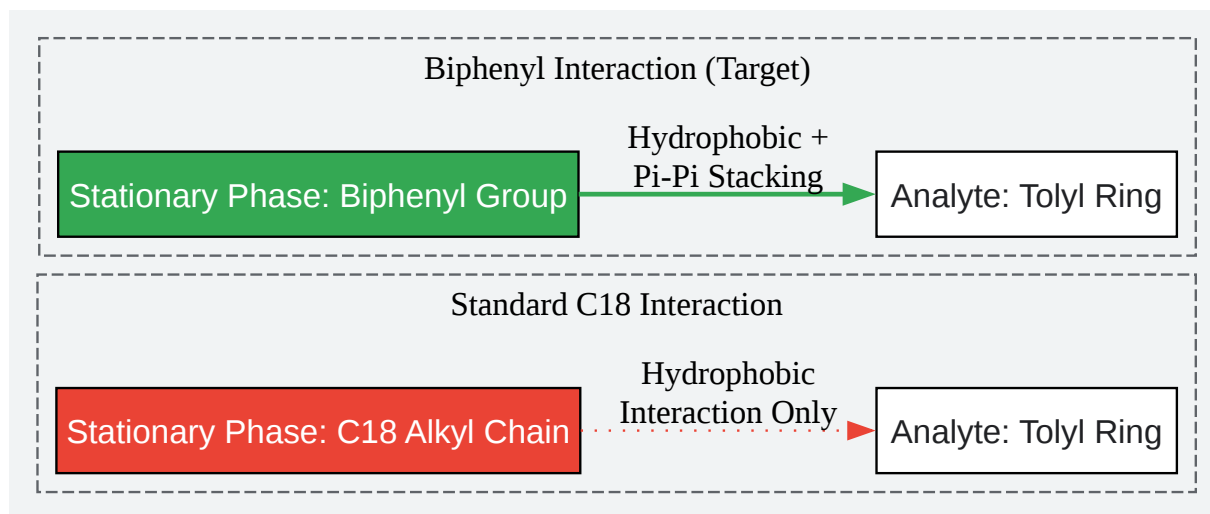 Biphenyl Interaction (Target)
Hydrophobic +
Pi-Pi Stacking
Stationary Phase: Biphenyl Group
Analyte: Tolyl Ring
Standard C18 Interaction
Hydrophobic
Interaction Only
Stationary Phase: C18 Alkyl Chain
Analyte: Tolyl Ring